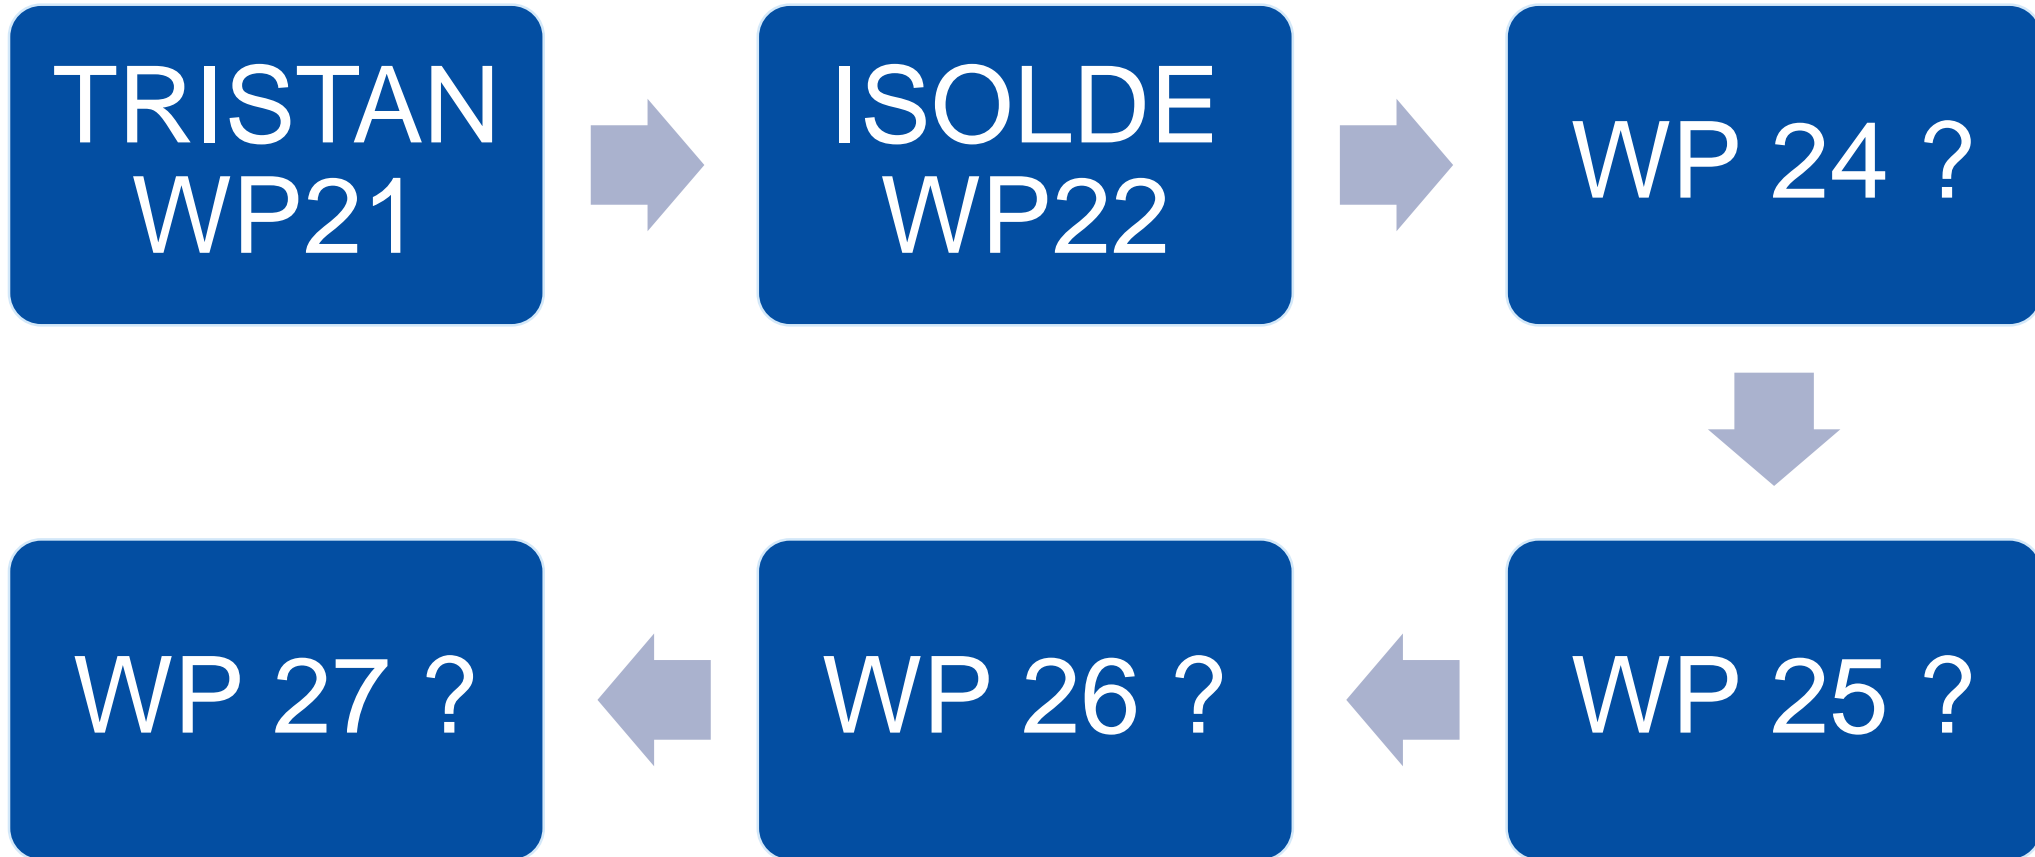 TRISTAN
WP21
ISOLDE
WP22
WP 24 ?
WP 25 ?
WP 26 ?
WP 27 ?